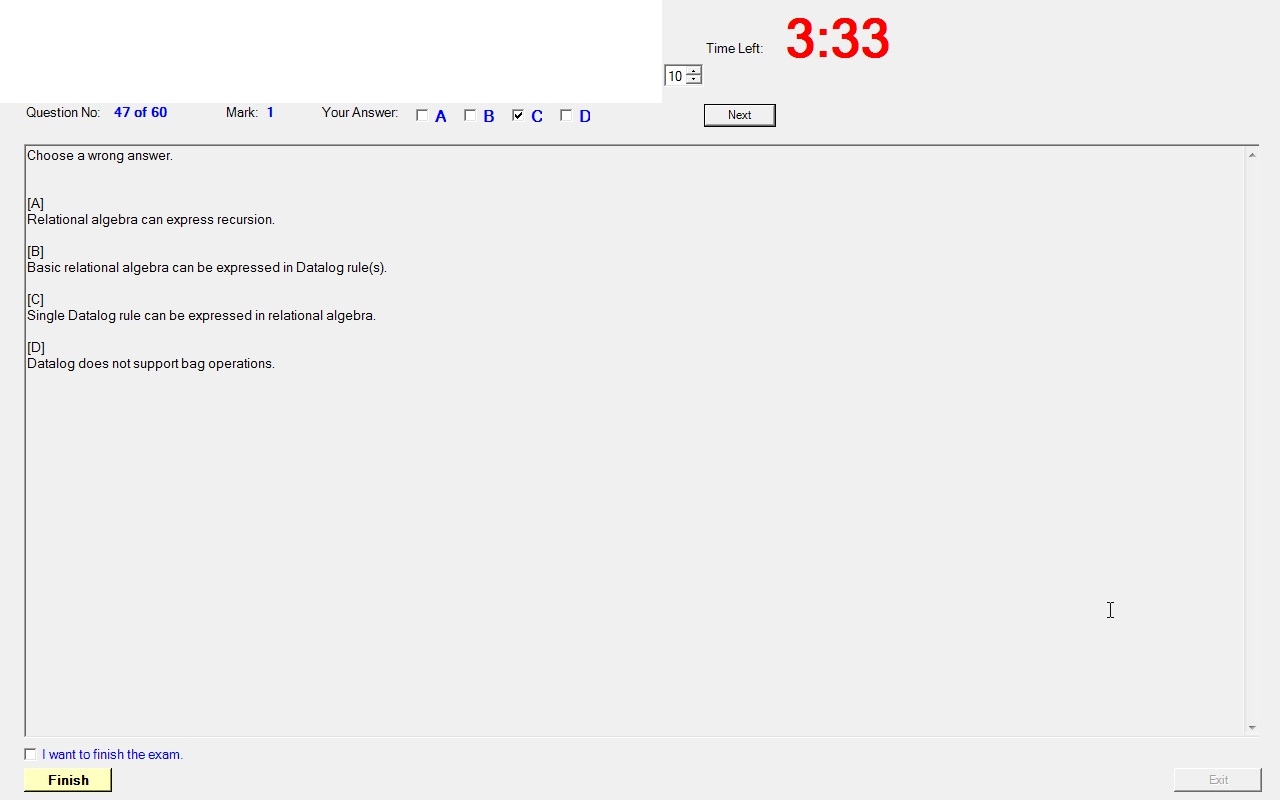 Time Left: 3:33
10
Question No: 47 of 60 Mark: 1 Your Answer: A B C D Next
Choose a wrong answer.
[A]
Relational algebra can express recursion.
[B]
Basic relational algebra can be expressed in Datalog rule(s).
[C]
Single Datalog rule can be expressed in relational algebra.
[D]
Datalog does not support bag operations.
I want to finish the exam.
Finish Exit